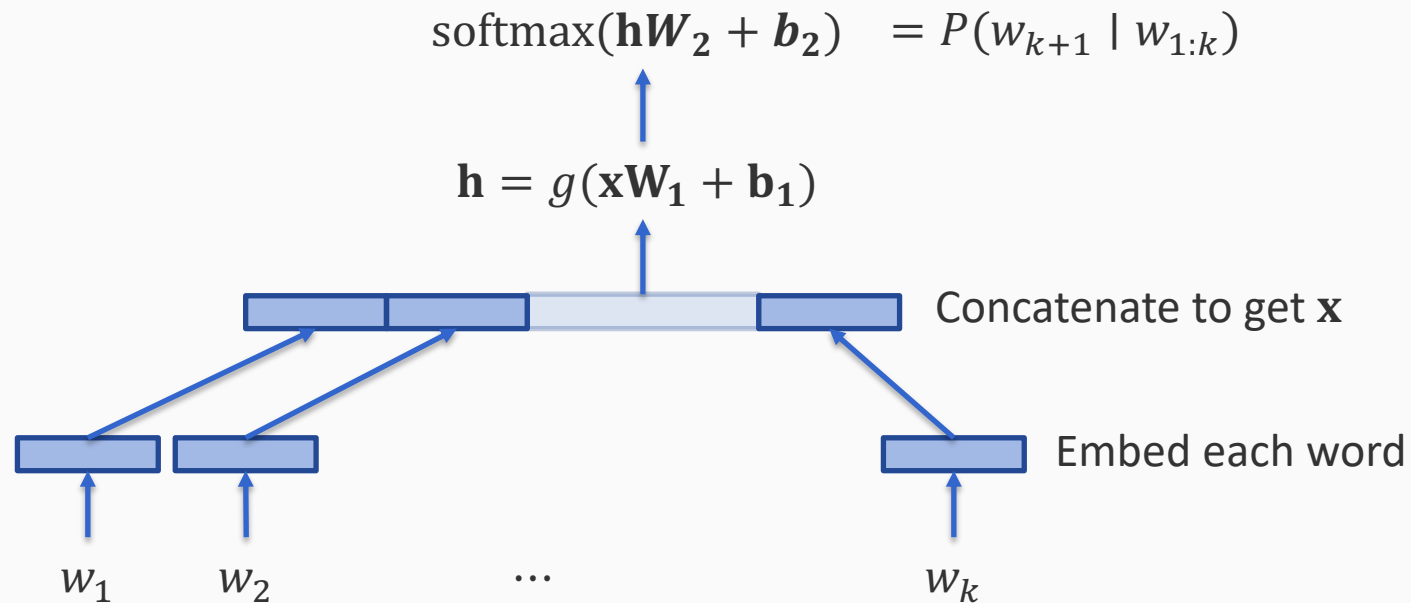 softmax(𝐡𝑾₂ + 𝒃₂) = 𝑃(𝑤ₖ₊₁ ∣ 𝑤₁:ₖ)
𝐡 = 𝑔(𝐱𝐖₁ + 𝐛₁)
Concatenate to get 𝐱
Embed each word
𝑤₁ 𝑤₂ ⋯ 𝑤ₖ